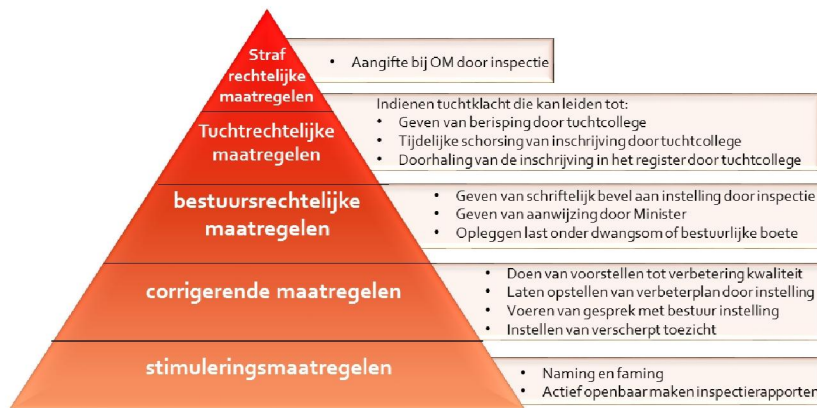 Straf
rechtelijke
maatregelen
• Aangifte bij OM door inspectie
Tuchtrechtelijke
maatregelen
Indienen tuchtklacht die kan leiden tot:
• Geven van berisping door tuchtcollege
• Tijdelijke schorsing van inschrijving door tuchtcollege
• Doorhaling van de inschrijving in het register door tuchtcollege
bestuursrechtelijke
maatregelen
• Geven van schriftelijk bevel aan instelling door inspectie
• Geven van aanwijzing door Minister
• Opleggen last onder dwangsom of bestuurlijke boete
corrigerende maatregelen
• Doen van voorstellen tot verbetering kwaliteit
• Laten opstellen van verbeterplan door instelling
• Voeren van gesprek met bestuur instelling
• Instellen van verscherpt toezicht
stimuleringsmaatregelen
• Naming en faming
• Actief openbaar maken inspectierapporten